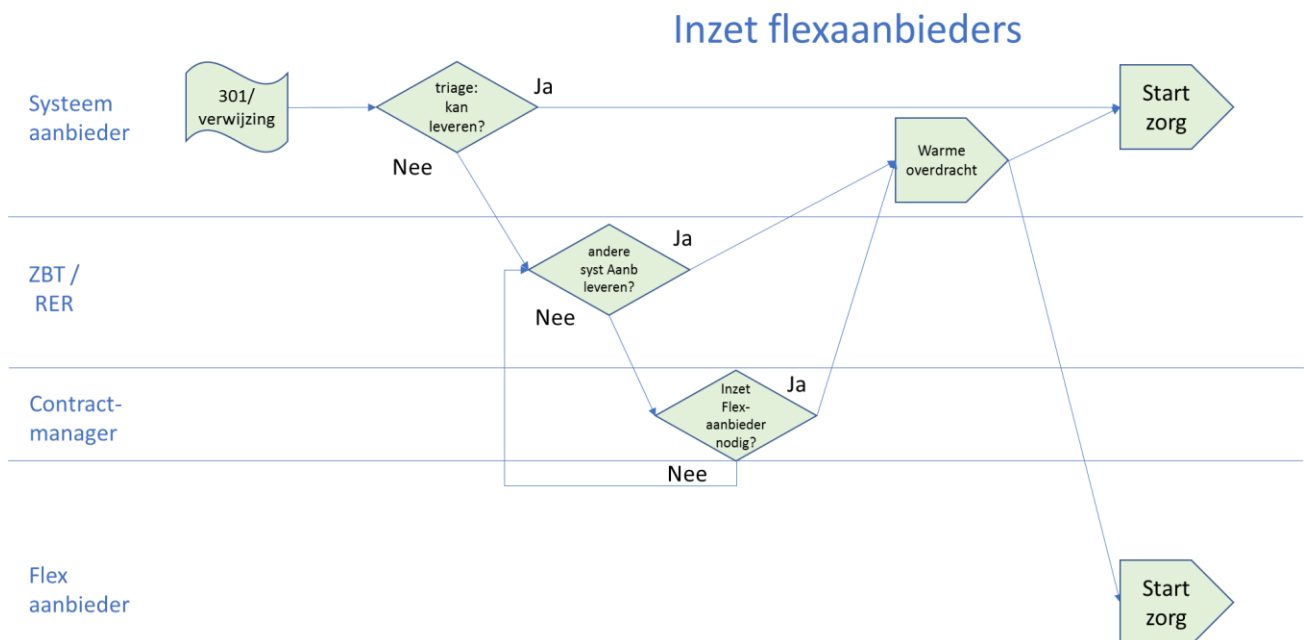 Inzet flexaanbieders
Systeem
aanbieder
301/
verwijzing
triage:
kan
leveren?
Ja
Nee
Start
zorg
Warme
overdracht
ZBT /
RER
andere
syst Aanb
leveren?
Ja
Nee
Contract-
manager
Inzet
Flex-
aanbieder
nodig?
Ja
Nee
Flex
aanbieder
Start
zorg